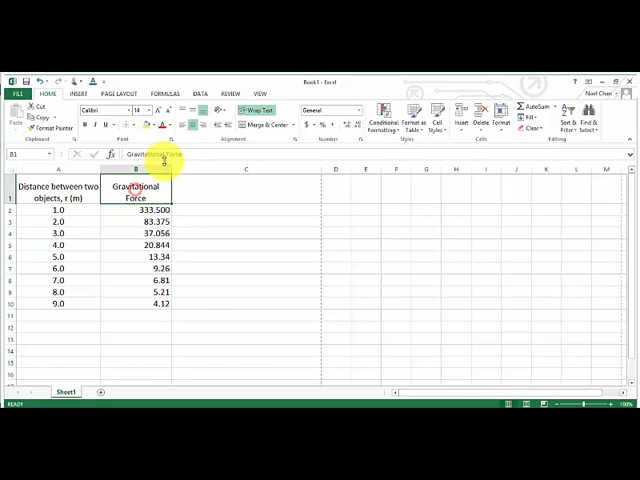 Book1 - Excel
FILE HOME INSERT PAGE LAYOUT FORMULAS DATA REVIEW VIEW Noel Chan
Cut
Copy
Format Painter
Paste
Calibri 14
B I U
Wrap Text
Merge & Center
General
Conditional Formatting
Format as Table
Cell Styles
Insert Delete Format
AutoSum
Fill
Clear
Sort & Filter
Find & Select
Clipboard Font Alignment Number Styles Cells Editing
B1 fx Gravitational Force
A B C D E F G H I J K L M
1 Distance between two objects, r (m) Gravitational Force
2 1.0 333.500
3 2.0 83.375
4 3.0 37.056
5 4.0 20.844
6 5.0 13.34
7 6.0 9.26
8 7.0 6.81
9 8.0 5.21
10 9.0 4.12
11
12
13
14
15
16
Sheet1
READY 100%